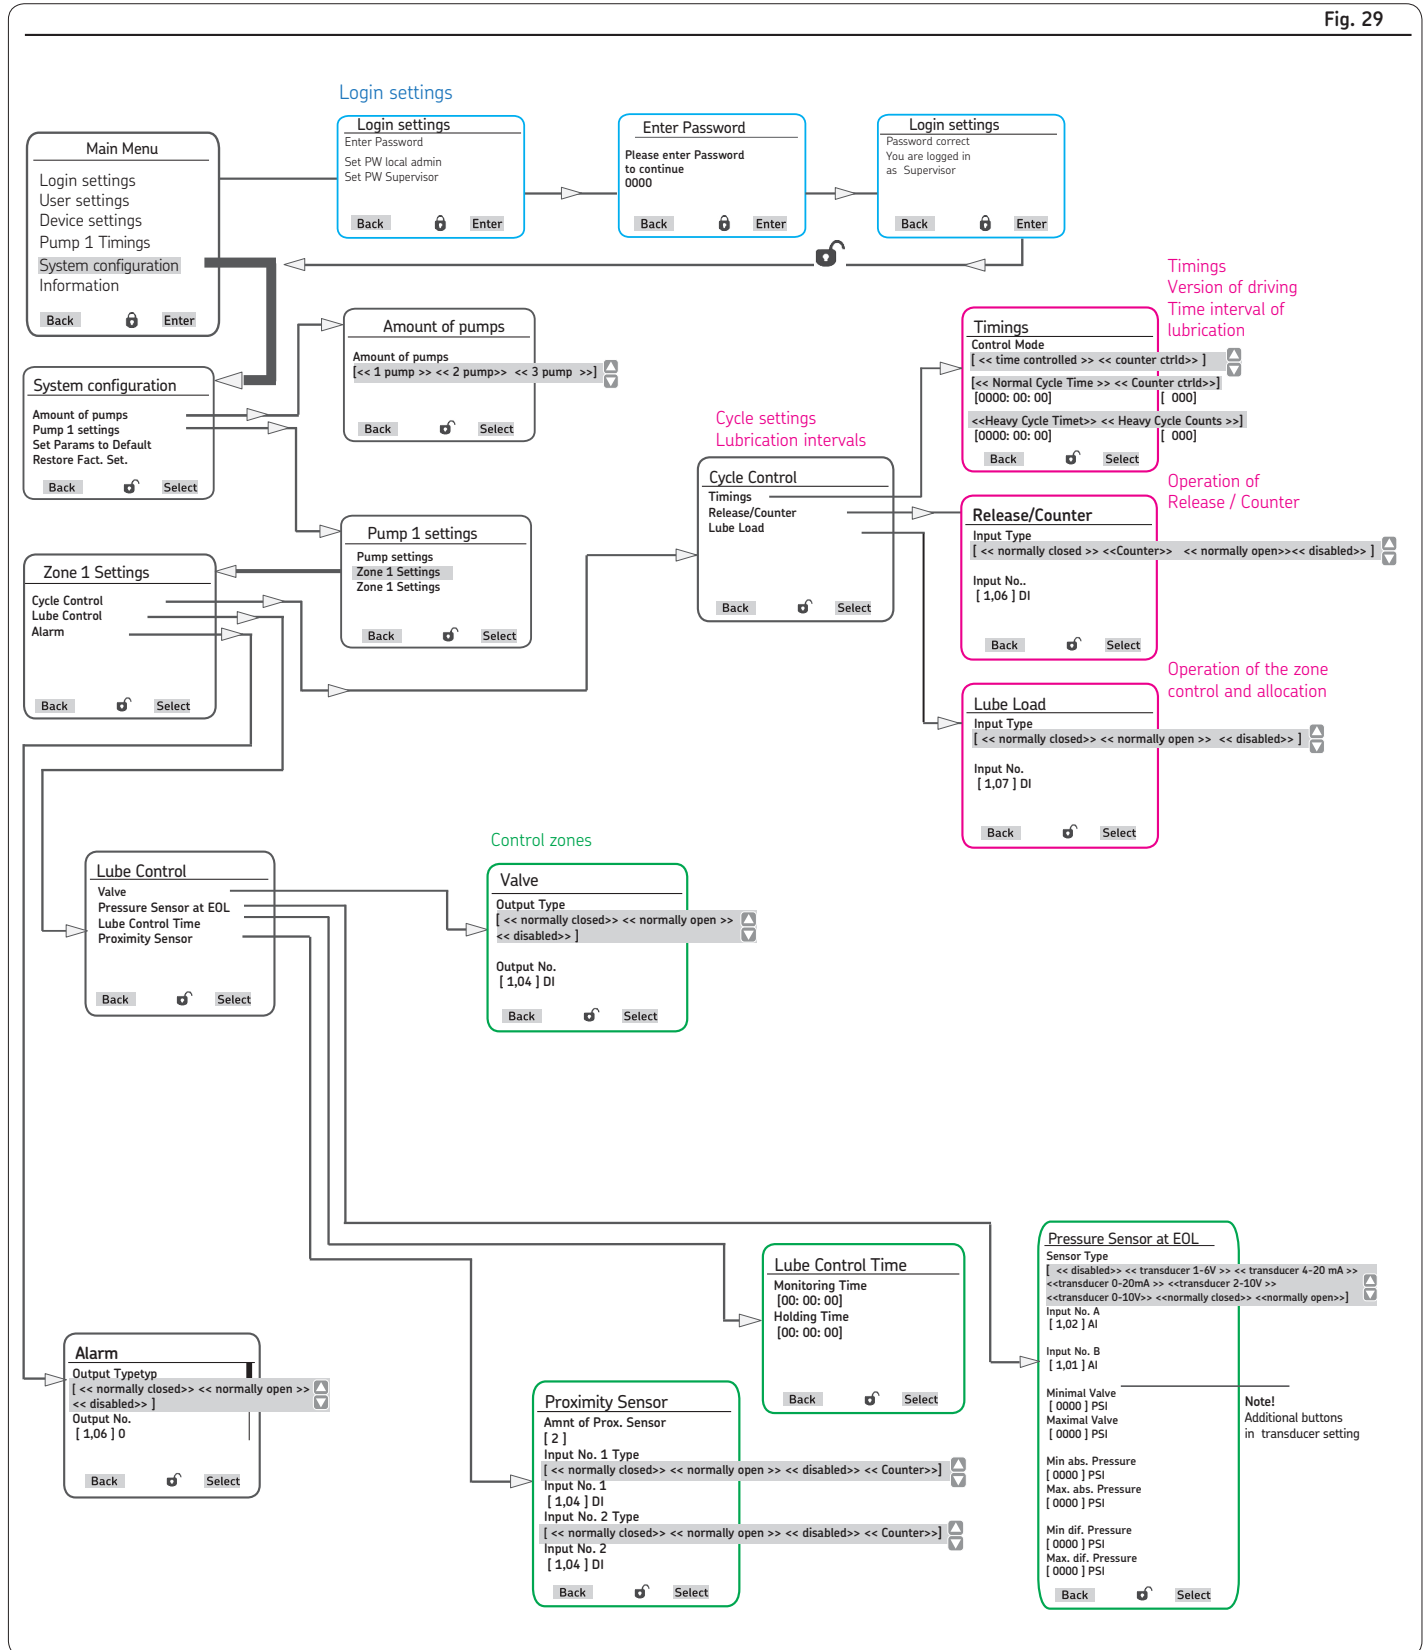 Fig. 29
Login settings
Main Menu
Login settings
User settings
Device settings
Pump 1 Timings
System configuration
Information
Back
Enter
Login settings
Enter Password
Set PW local admin
Set PW Supervisor
Back
Enter
Enter Password
Please enter Password
to continue
0000
Back
Enter
Login settings
Password correct
You are logged in
as Supervisor
Back
Enter
System configuration
Amount of pumps
Pump 1 settings
Set Params to Default
Restore Fact. Set.
Back
Select
Amount of pumps
Amount of pumps
[<< 1 pump >> << 2 pump>> << 3 pump >>]
Back
Select
Pump 1 settings
Pump settings
Zone 1 Settings
Zone 1 Settings
Back
Select
Zone 1 Settings
Cycle Control
Lube Control
Alarm
Back
Select
Cycle settings
Lubrication intervals
Cycle Control
Timings
Release/Counter
Lube Load
Back
Select
Timings
Version of driving
Time interval of
lubrication
Timings
Control Mode
[ << time controlled >> << counter ctrld>> ]
[<< Normal Cycle Time >> << Counter ctrld>>]
[0000: 00: 00] [ 000]
<<Heavy Cycle Timet>> << Heavy Cycle Counts >>]
[0000: 00: 00] [ 000]
Back
Select
Operation of
Release / Counter
Release/Counter
Input Type
[ << normally closed >> <<Counter>> << normally open>><< disabled>> ]
Input No..
[ 1,06 ] DI
Back
Select
Operation of the zone
control and allocation
Lube Load
Input Type
[ << normally closed>> << normally open >> << disabled>> ]
Input No.
[ 1,07 ] DI
Back
Select
Lube Control
Valve
Pressure Sensor at EOL
Lube Control Time
Proximity Sensor
Back
Select
Control zones
Valve
Output Type
[ << normally closed>> << normally open >>
<< disabled>> ]
Output No.
[ 1,04 ] DI
Back
Select
Alarm
Output Typetyp
[ << normally closed>> << normally open >>
<< disabled>> ]
Output No.
[ 1,06 ] 0
Back
Select
Proximity Sensor
Amnt of Prox. Sensor
[ 2 ]
Input No. 1 Type
[ << normally closed>> << normally open >> << disabled>> << Counter>>]
Input No. 1
[ 1,04 ] DI
Input No. 2 Type
[ << normally closed>> << normally open >> << disabled>> << Counter>>]
Input No. 2
[ 1,04 ] DI
Back
Select
Lube Control Time
Monitoring Time
[00: 00: 00]
Holding Time
[00: 00: 00]
Back
Select
Pressure Sensor at EOL
Sensor Type
[ << disabled>> << transducer 1-6V >> << transducer 4-20 mA >>
<<transducer 0-20mA >> <<transducer 2-10V >>
<<transducer 0-10V>> <<normally closed>> <<normally open>>]
Input No. A
[ 1,02 ] AI
Input No. B
[ 1,01 ] AI
Minimal Valve
[ 0000 ] PSI
Maximal Valve
[ 0000 ] PSI
Min abs. Pressure
[ 0000 ] PSI
Max. abs. Pressure
[ 0000 ] PSI
Min dif. Pressure
[ 0000 ] PSI
Max. dif. Pressure
[ 0000 ] PSI
Back
Select
Note!
Additional buttons
in transducer setting